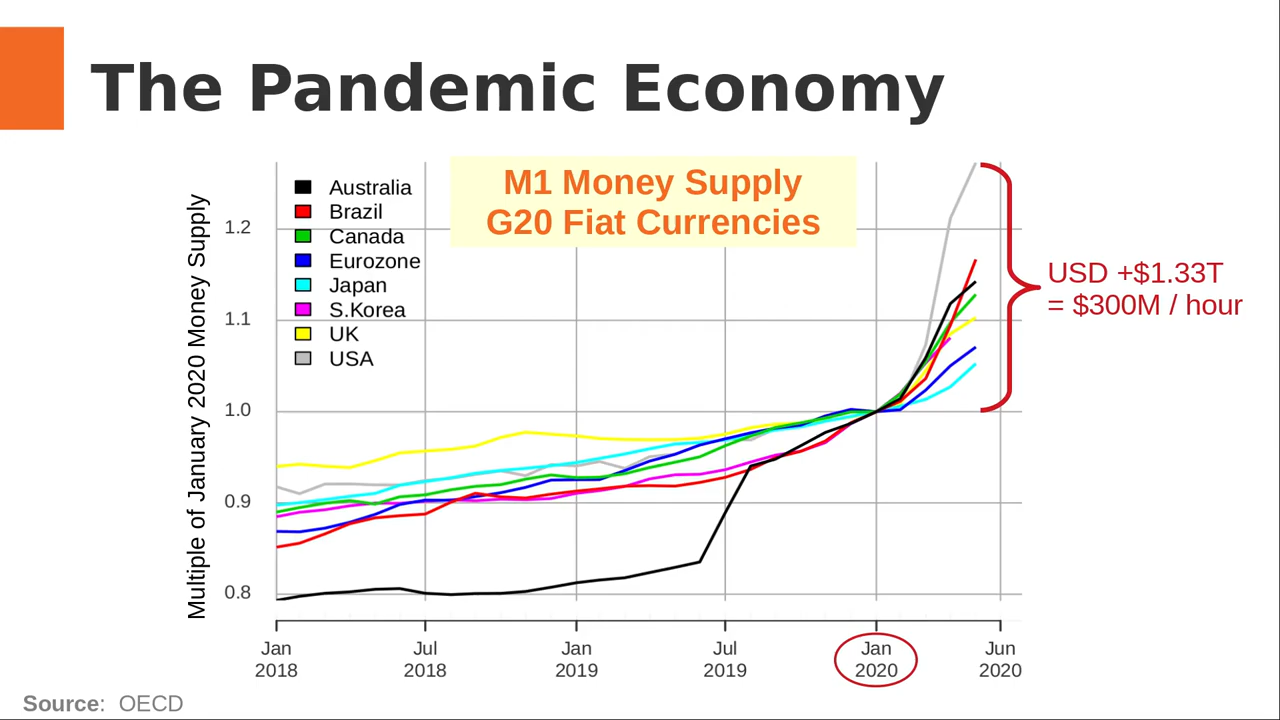 The Pandemic Economy
M1 Money Supply
G20 Fiat Currencies
Australia
Brazil
Canada
Eurozone
Japan
S.Korea
UK
USA
Multiple of January 2020 Money Supply
1.2
1.1
1.0
0.9
0.8
USD +$1.33T
= $300M / hour
Jan Jul Jan Jul Jan Jun
2018 2018 2019 2019 2020 2020
Source: OECD